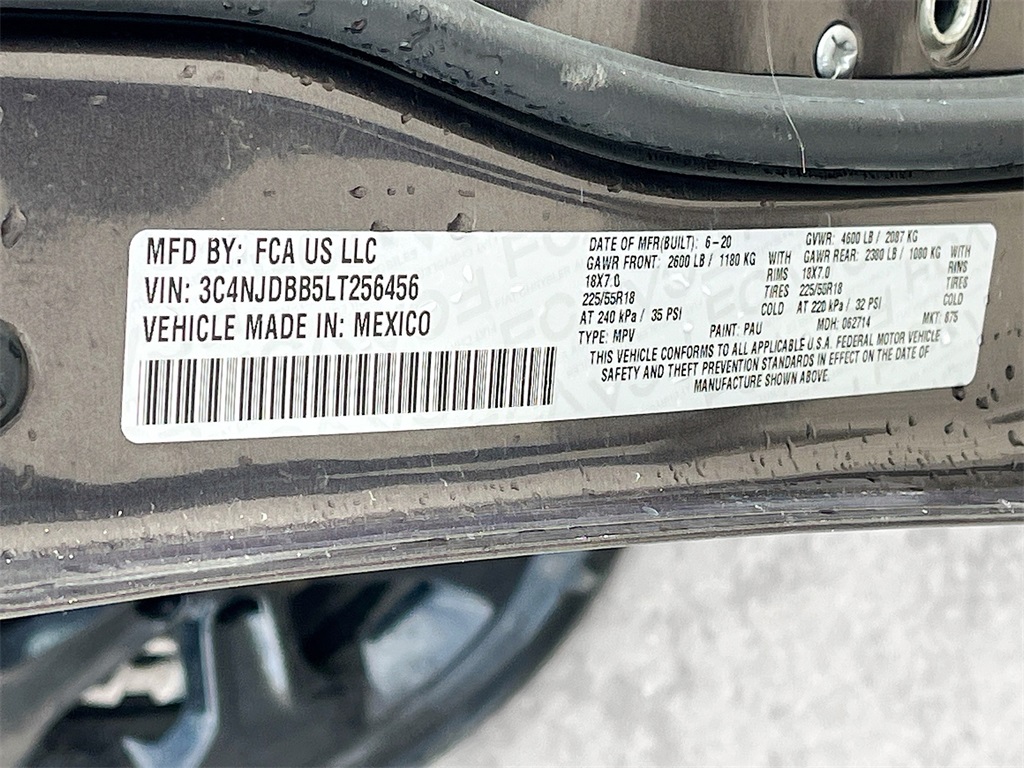 MFD BY: FCA US LLC
VIN: 3C4NJDBB5LT256456
VEHICLE MADE IN: MEXICO
DATE OF MFR(BUILT): 6-20 GVWR: 4600 LB / 2087 KG
GAWR FRONT: 2600 LB / 1180 KG WITH GAWR REAR: 2380 LB / 1080 KG WITH
18X7.0 RIMS 18X7.0 RIMS
225/55R18 TIRES 225/55R18 TIRES
AT 240 kPa / 35 PSI COLD AT 220 kPa / 32 PSI COLD
TYPE: MPV PAINT: PAU MDH: 062714 MKT: 875
THIS VEHICLE CONFORMS TO ALL APPLICABLE U.S.A. FEDERAL MOTOR VEHICLE
SAFETY AND THEFT PREVENTION STANDARDS IN EFFECT ON THE DATE OF
MANUFACTURE SHOWN ABOVE.